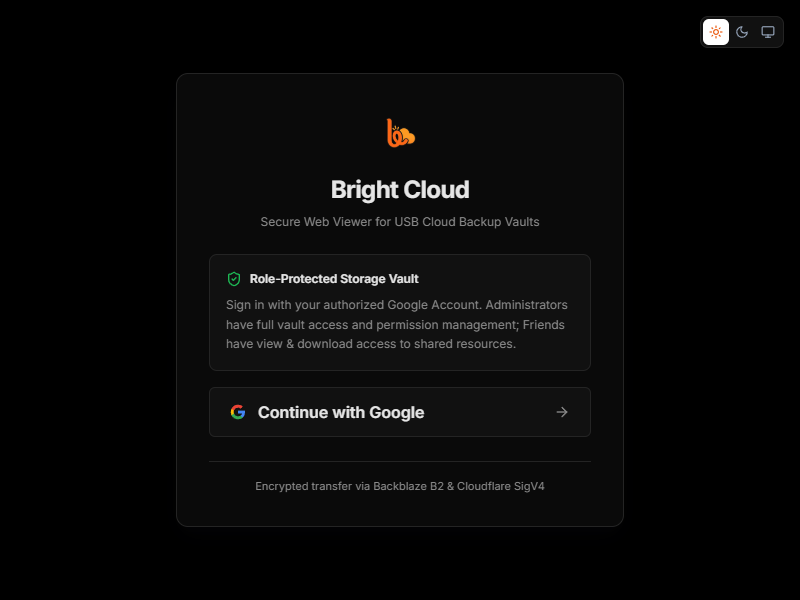 Bright Cloud
Secure Web Viewer for USB Cloud Backup Vaults
Role-Protected Storage Vault
Sign in with your authorized Google Account. Administrators
have full vault access and permission management; Friends
have view & download access to shared resources.
Continue with Google
Encrypted transfer via Backblaze B2 & Cloudflare SigV4